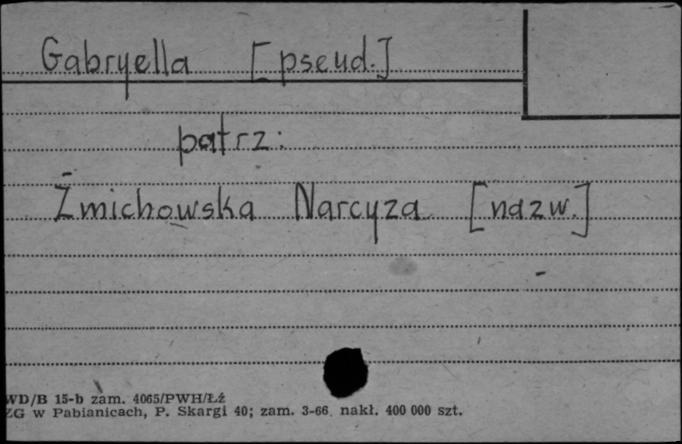 Gabryella [pseud.]
patrz:
Żmichowska Narcyza [nazw.]
WD/B 15-b zam. 4065/PWH/Łź
ZG w Pabianicach, P. Skargi 40; zam. 3-66 nakł. 400 000 szt.